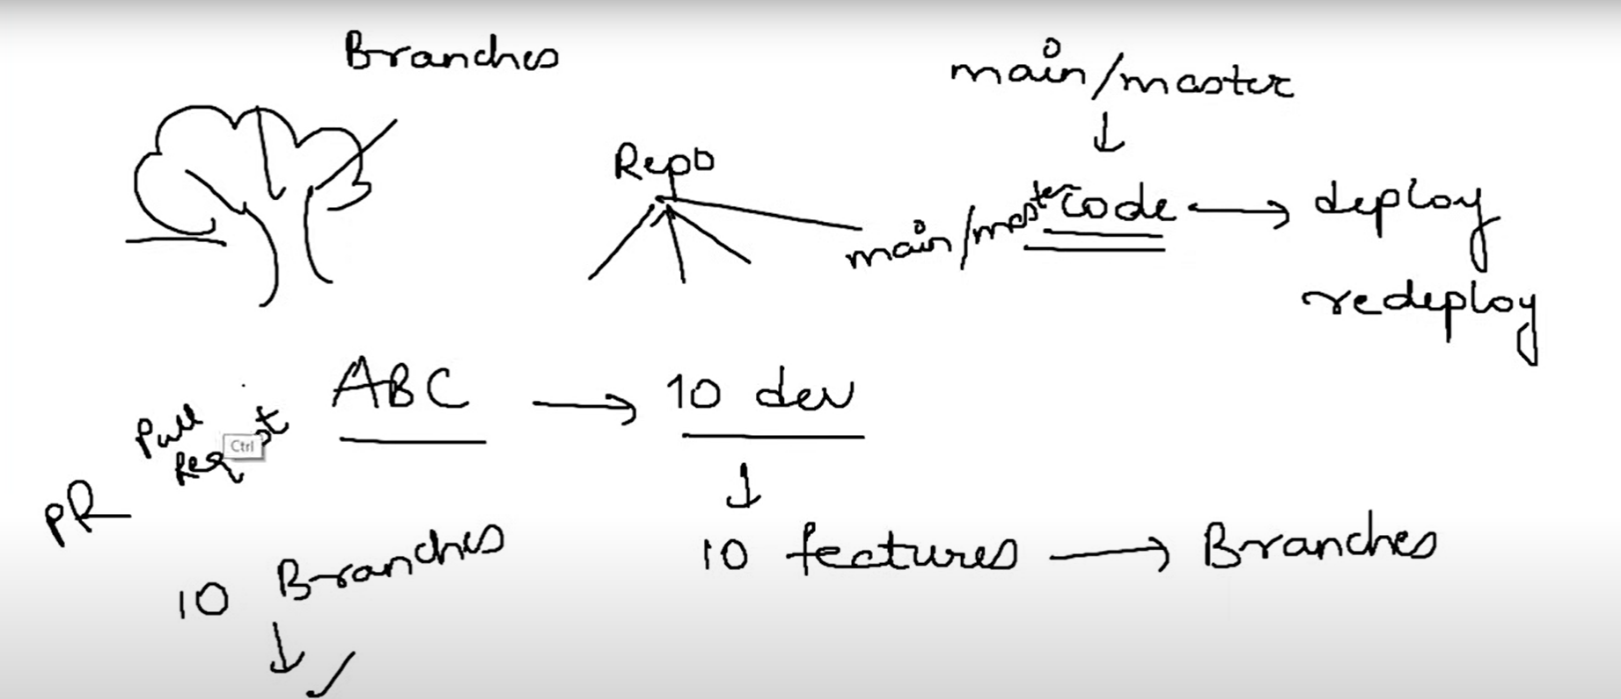 Branches
main/master
Repo
main/master code → deploy
redeploy
ABC → 10 dev
Pull
Request
Ctrl
PR
10 features → Branches
10 Branches